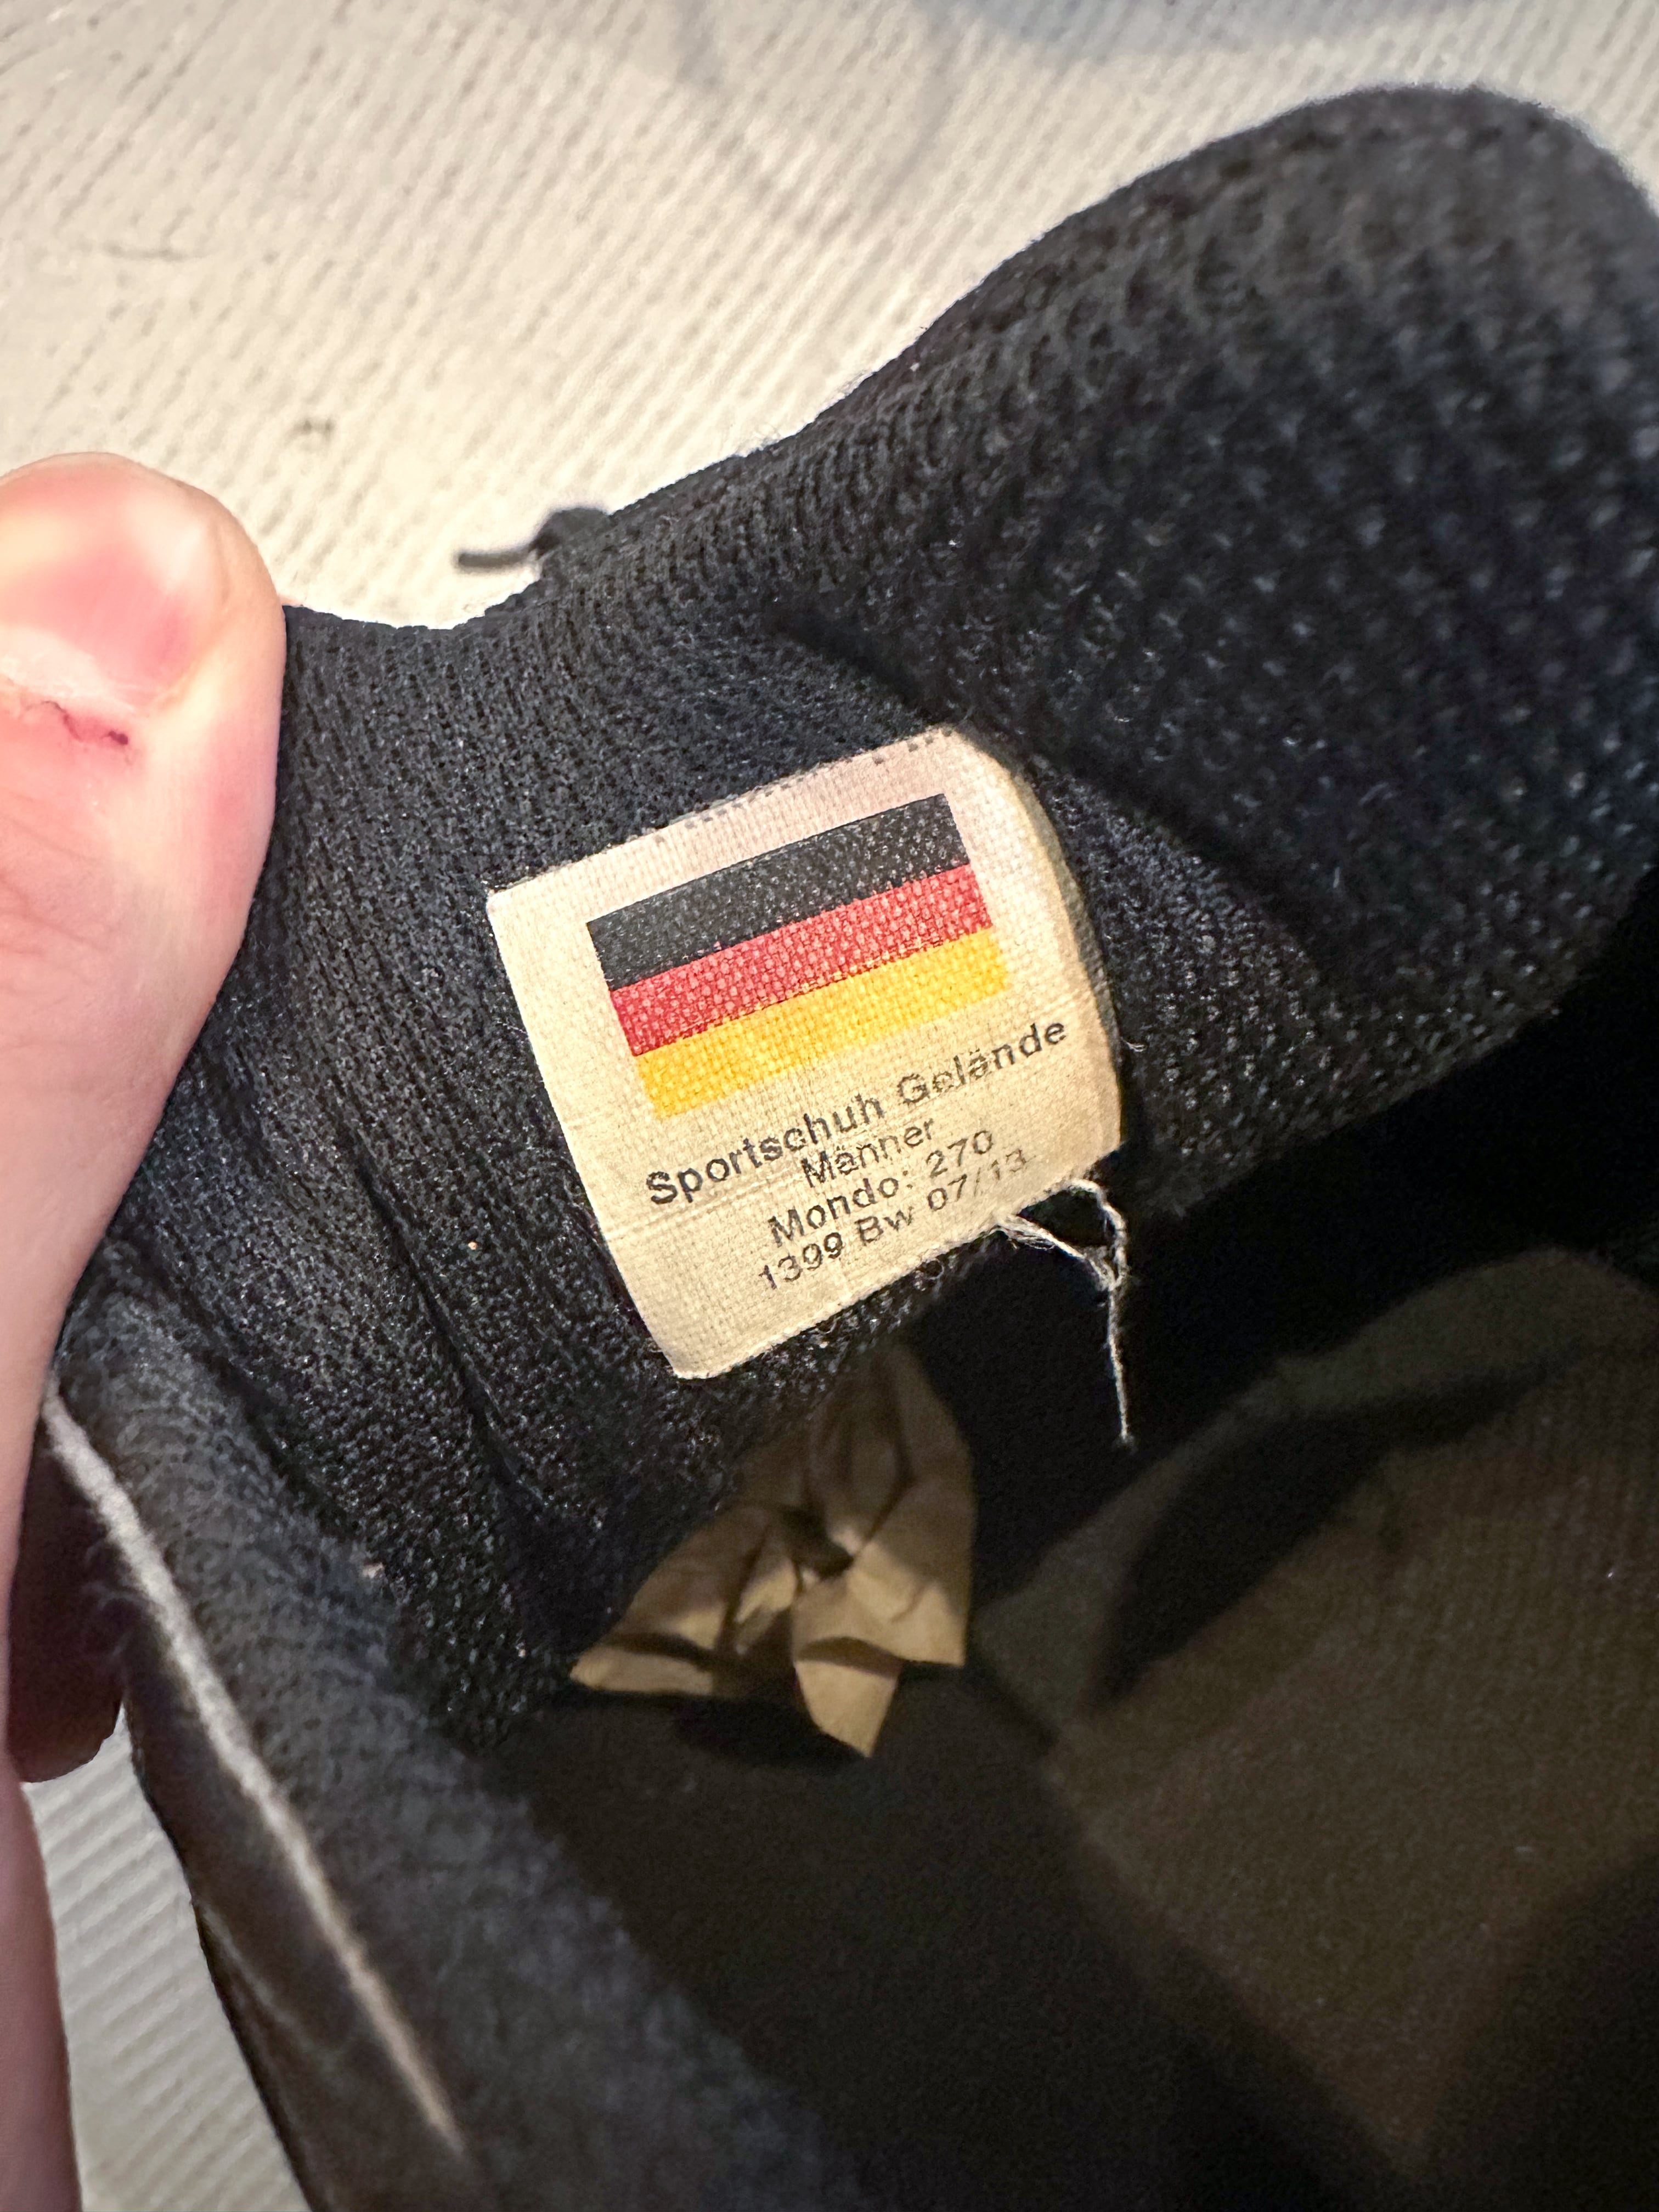 Sportschuh Gelände
Männer
Mondo: 270
1399 Bw 07/13